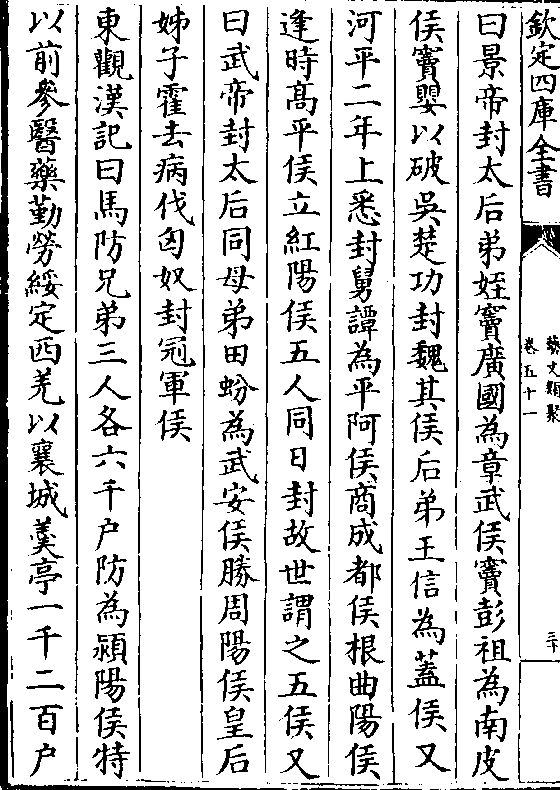 欽定四庫全書
藝文類聚
卷五十一
三十
曰景帝封太后弟姪竇廣國為章武侯竇彭祖為南皮
侯竇嬰以破吳楚功封魏其侯后弟王信為蓋侯又
河平二年上悉封舅譚為平阿侯商成都侯根曲陽侯
逢時髙平侯立紅陽侯五人同日封故世謂之五侯又
曰武帝封太后同母弟田蚡為武安侯勝周陽侯皇后
姊子霍去病伐匈奴封冠軍侯
東觀漢記曰馬防兄弟三人各六千户防為潁陽侯特
以前參醫藥勤勞綏定西羌以襄城羹亭一千二百户